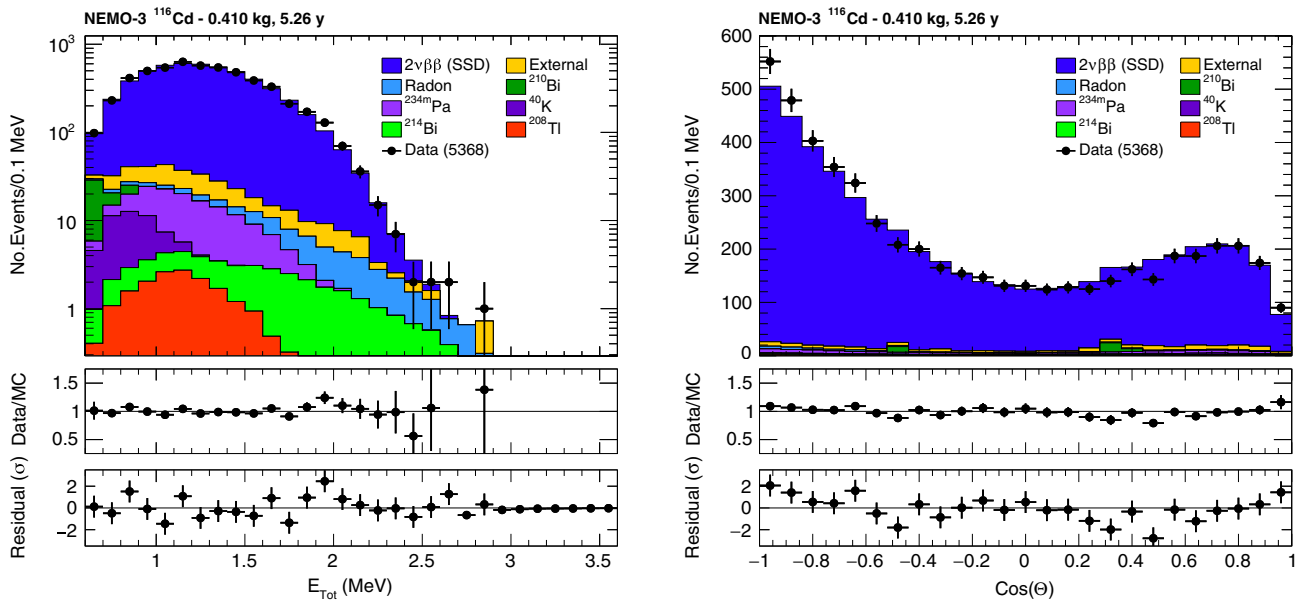 NEMO-3 ¹¹⁶Cd - 0.410 kg, 5.26 y
No.Events/0.1 MeV
10³
10²
10
1
2νββ (SSD)
External
Radon
²¹⁰Bi
²³⁴ᵐPa
⁴⁰K
²¹⁴Bi
²⁰⁸Tl
Data (5368)
Data/MC
1.5
1
0.5
Residual (σ)
2
0
−2
1 1.5 2 2.5 3 3.5
E_Tot (MeV)
NEMO-3 ¹¹⁶Cd - 0.410 kg, 5.26 y
No.Events/0.1 MeV
600
500
400
300
200
100
0
2νββ (SSD)
External
Radon
²¹⁰Bi
²³⁴ᵐPa
⁴⁰K
²¹⁴Bi
²⁰⁸Tl
Data (5368)
Data/MC
1.5
1
0.5
Residual (σ)
2
0
−2
−1 −0.8 −0.6 −0.4 −0.2 0 0.2 0.4 0.6 0.8 1
Cos(Θ)